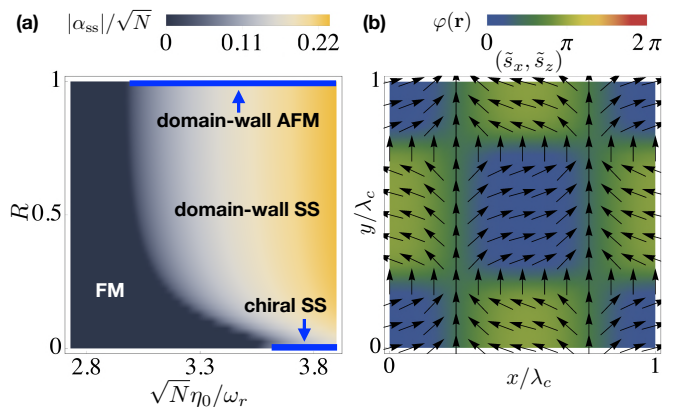 (a) |α_ss|/√N
0 0.11 0.22
1
domain-wall AFM
R
0.5
domain-wall SS
FM
chiral SS
0
2.8 3.3 3.8
√Nη₀/ω_r
(b) φ(r)
0 π 2π
(s̃_x, s̃_z)
1
y/λ_c
0
0 x/λ_c 1